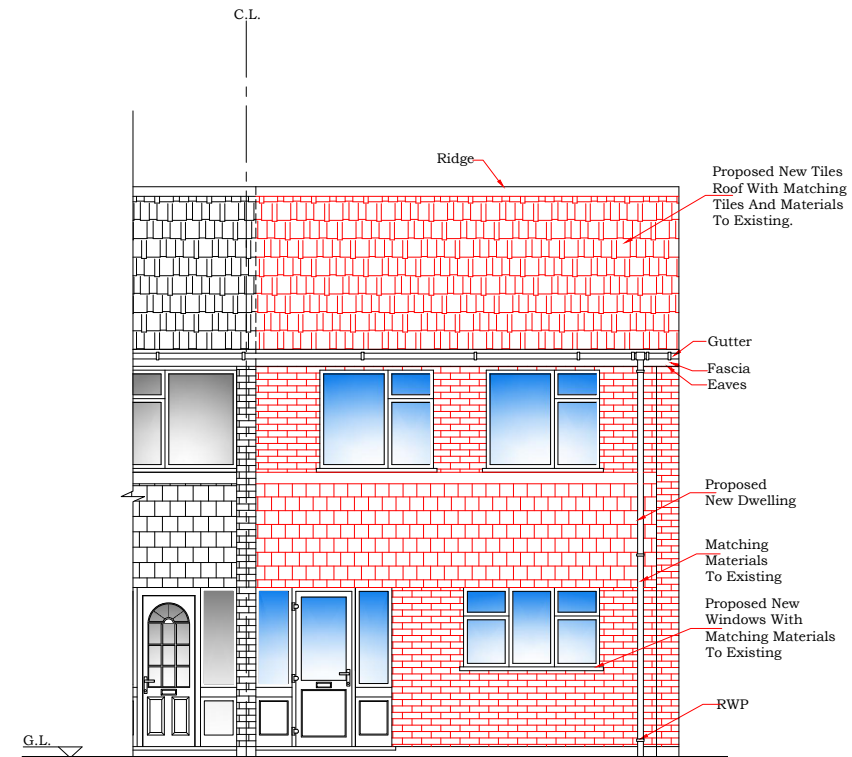 C.L.
Ridge
Proposed New Tiles
Roof With Matching
Tiles And Materials
To Existing.
Gutter
Fascia
Eaves
Proposed
New Dwelling
Matching
Materials
To Existing
Proposed New
Windows With
Matching Materials
To Existing
RWP
G.L.